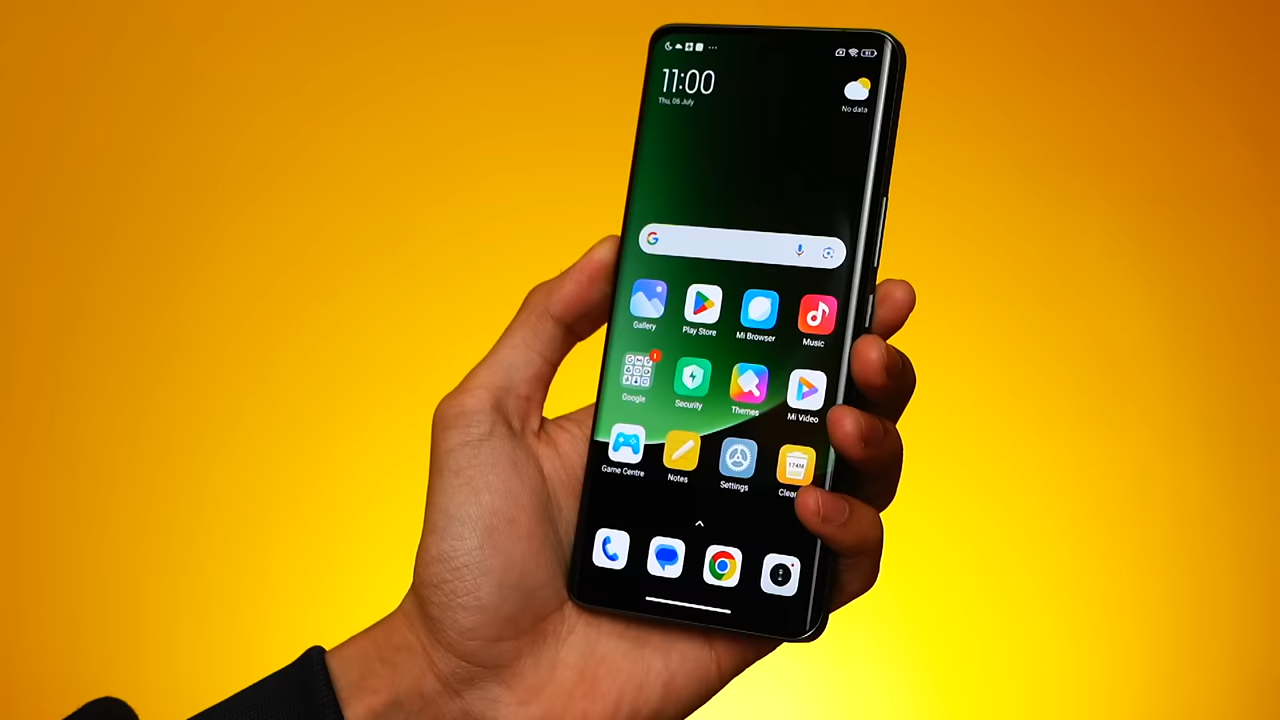 11:00
Thu, 06 July
No data
Gallery
Play Store
Mi Browser
Music
Google
Security
Themes
Mi Video
Game Centre
Notes
Settings
174M